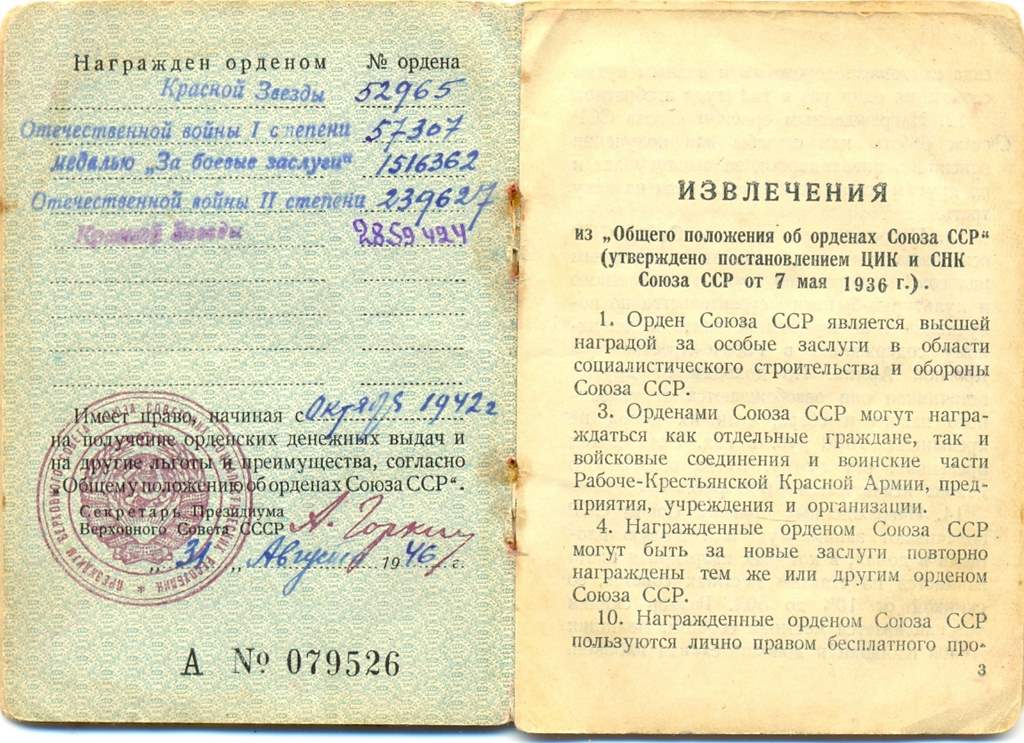 Награжден орденом № ордена
Красной Звезды 52965
Отечественной войны I степени 57307
медалью „За боевые заслуги“ 1516362
Отечественной войны II степени 239627
Красной Звезды 2859424
Имеет право, начиная с Октября 1942 г
на получение орденских денежных выдач и
на другие льготы и преимущества, согласно
„Общему положению об орденах Союза ССР“.
Секретарь Президиума
Верховного Совета СССР А. Горкин
„31„ Августа 1946 г.
А № 079526
ИЗВЛЕЧЕНИЯ
из „Общего положения об орденах Союза ССР“
(утверждено постановлением ЦИК и СНК
Союза ССР от 7 мая 1936 г.).
1. Орден Союза ССР является высшей
наградой за особые заслуги в области
социалистического строительства и обороны
Союза ССР.
3. Орденами Союза ССР могут награ-
ждаться как отдельные граждане, так и
войсковые соединения и воинские части
Рабоче-Крестьянской Красной Армии, пред-
приятия, учреждения и организации.
4. Награжденные орденом Союза ССР
могут быть за новые заслуги повторно
награждены тем же или другим орденом
Союза ССР.
10. Награжденные орденом Союза ССР
пользуются лично правом бесплатного про-
3